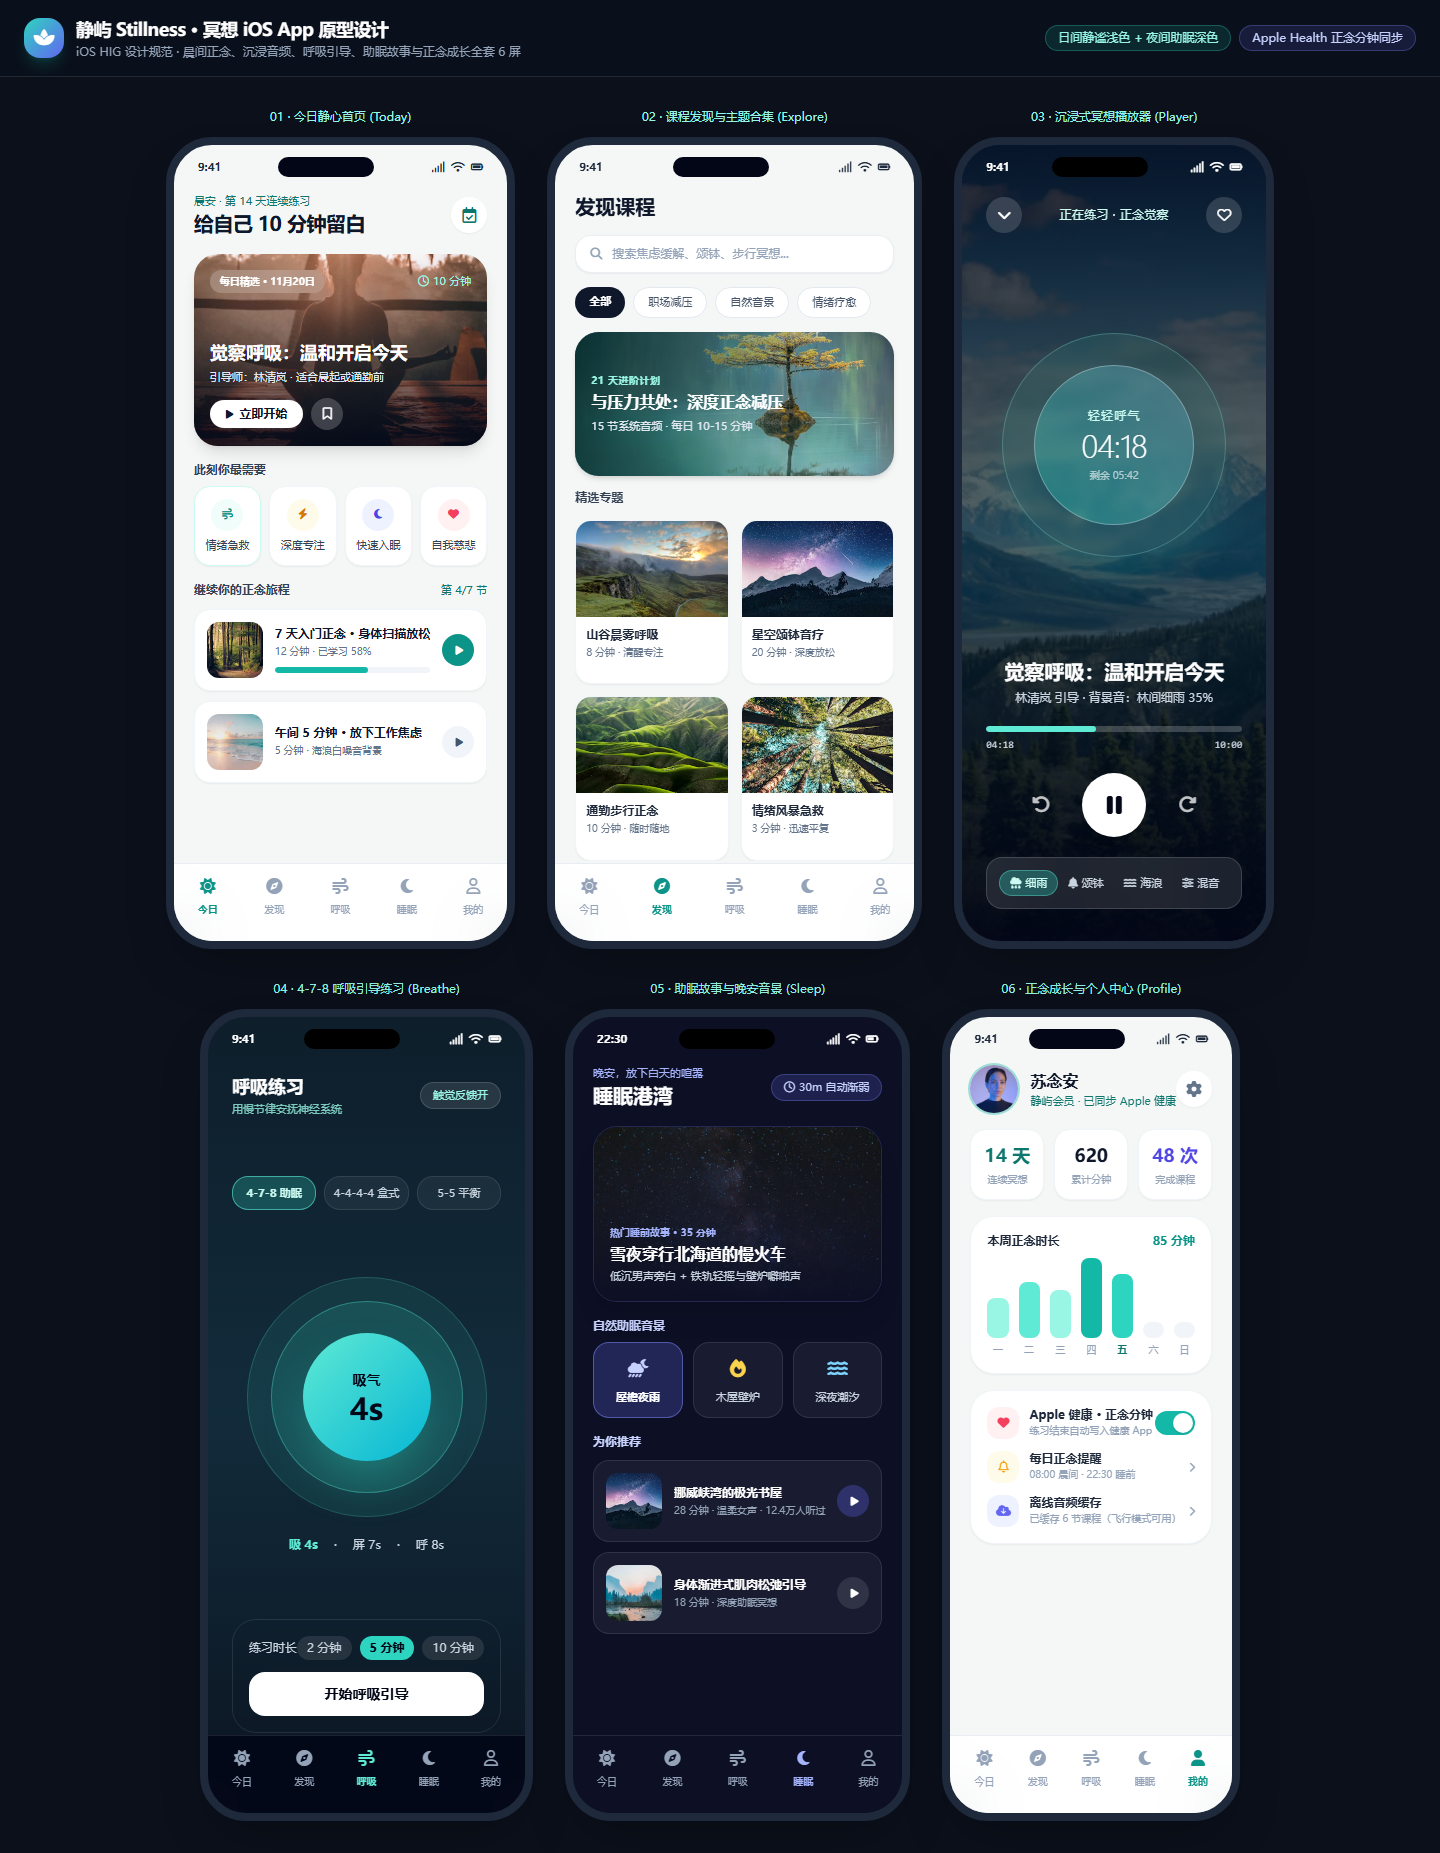 静屿 Stillness • 冥想 iOS App 原型设计
iOS HIG 设计规范 · 晨间正念、沉浸音频、呼吸引导、助眠故事与正念成长全套 6 屏
日间静谧浅色 + 夜间助眠深色
Apple Health 正念分钟同步
01 · 今日静心首页 (Today)
9:41
晨安 · 第 14 天连续练习
给自己 10 分钟留白
每日精选 • 11月20日
10 分钟
觉察呼吸：温和开启今天
引导师：林清岚 · 适合晨起或通勤前
立即开始
此刻你最需要
情绪急救
深度专注
快速入眠
自我慈悲
继续你的正念旅程
第 4/7 节
7 天入门正念 • 身体扫描放松
12 分钟 · 已学习 58%
午间 5 分钟 • 放下工作焦虑
5 分钟 · 海浪白噪音背景
今日
发现
呼吸
睡眠
我的
02 · 课程发现与主题合集 (Explore)
9:41
发现课程
搜索焦虑缓解、颂钵、步行冥想...
全部
职场减压
自然音景
情绪疗愈
21 天进阶计划
与压力共处：深度正念减压
15 节系统音频 · 每日 10-15 分钟
精选专题
山谷晨雾呼吸
8 分钟 · 清醒专注
星空颂钵音疗
20 分钟 · 深度放松
通勤步行正念
10 分钟 · 随时随地
情绪风暴急救
3 分钟 · 迅速平复
今日
发现
呼吸
睡眠
我的
03 · 沉浸式冥想播放器 (Player)
9:41
正在练习 · 正念觉察
轻轻呼气
04:18
剩余 05:42
觉察呼吸：温和开启今天
林清岚 引导 · 背景音：林间细雨 35%
04:18
10:00
细雨
颂钵
海浪
混音
04 · 4-7-8 呼吸引导练习 (Breathe)
9:41
呼吸练习
用慢节律安抚神经系统
触觉反馈开
4-7-8 助眠
4-4-4-4 盒式
5-5 平衡
吸气
4s
吸 4s · 屏 7s · 呼 8s
练习时长
2 分钟
5 分钟
10 分钟
开始呼吸引导
今日
发现
呼吸
睡眠
我的
05 · 助眠故事与晚安音景 (Sleep)
22:30
晚安，放下白天的喧嚣
睡眠港湾
30m 自动渐弱
热门睡前故事 • 35 分钟
雪夜穿行北海道的慢火车
低沉男声旁白 + 铁轨轻摇与壁炉噼啪声
自然助眠音景
屋檐夜雨
木屋壁炉
深夜潮汐
为你推荐
挪威峡湾的极光书屋
28 分钟 · 温柔女声 · 12.4万人听过
身体渐进式肌肉松弛引导
18 分钟 · 深度助眠冥想
今日
发现
呼吸
睡眠
我的
06 · 正念成长与个人中心 (Profile)
9:41
苏念安
静屿会员 · 已同步 Apple 健康
14 天
连续冥想
620
累计分钟
48 次
完成课程
本周正念时长
85 分钟
一
二
三
四
五
六
日
Apple 健康 • 正念分钟
练习结束自动写入健康 App
每日正念提醒
08:00 晨间 · 22:30 睡前
离线音频缓存
已缓存 6 节课程（飞行模式可用）
今日
发现
呼吸
睡眠
我的